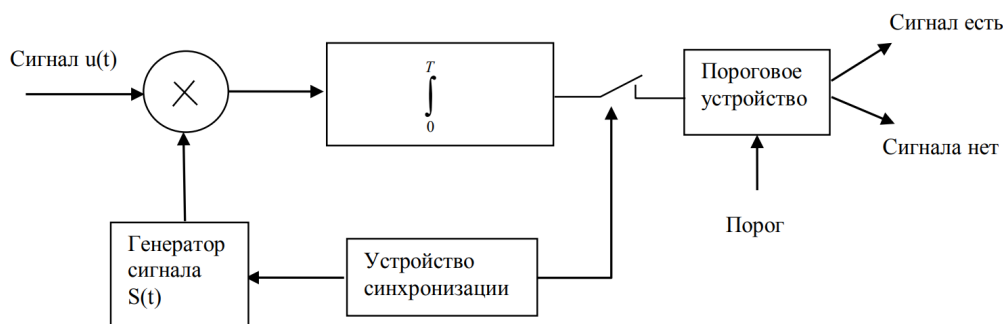 Сигнал u(t)
T
∫
0
Пороговое
устройство
Сигнал есть
Сигнала нет
Порог
Генератор
сигнала
S(t)
Устройство
синхронизации